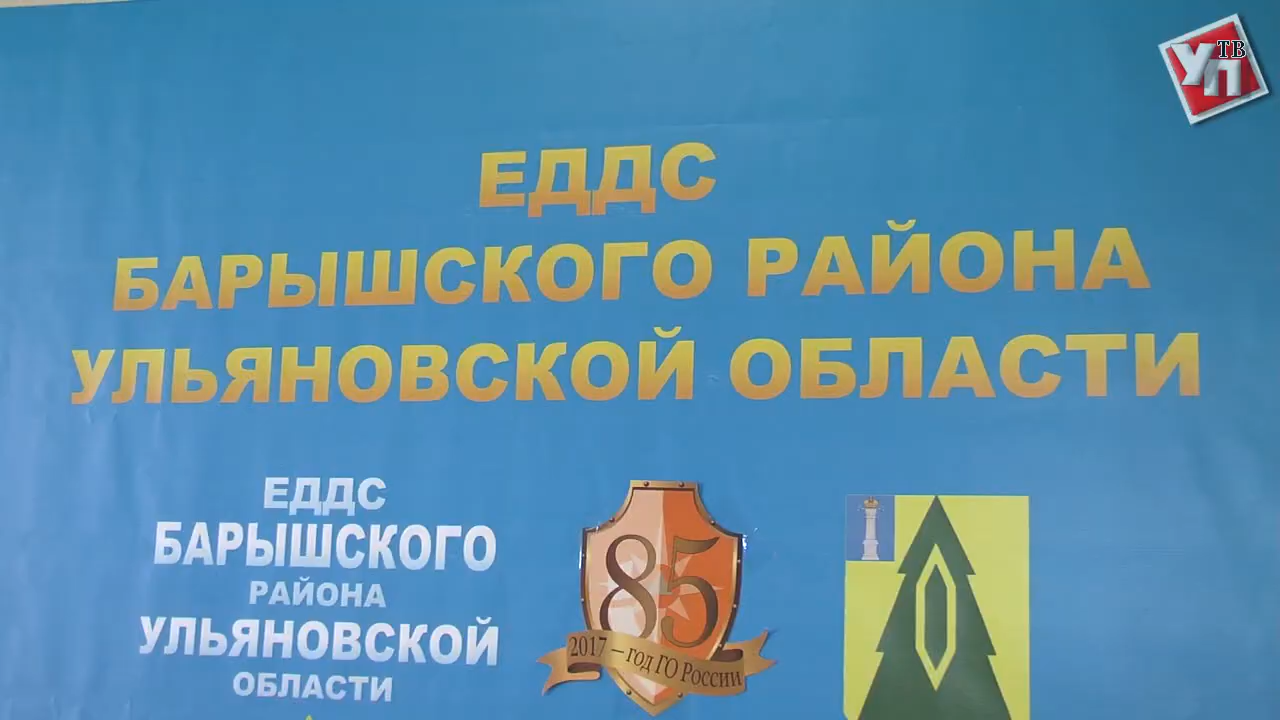 УП ТВ
ЕДДС
БАРЫШСКОГО РАЙОНА
УЛЬЯНОВСКОЙ ОБЛАСТИ
ЕДДС
БАРЫШСКОГО
РАЙОНА
УЛЬЯНОВСКОЙ
ОБЛАСТИ
85
2017 – год ГО России